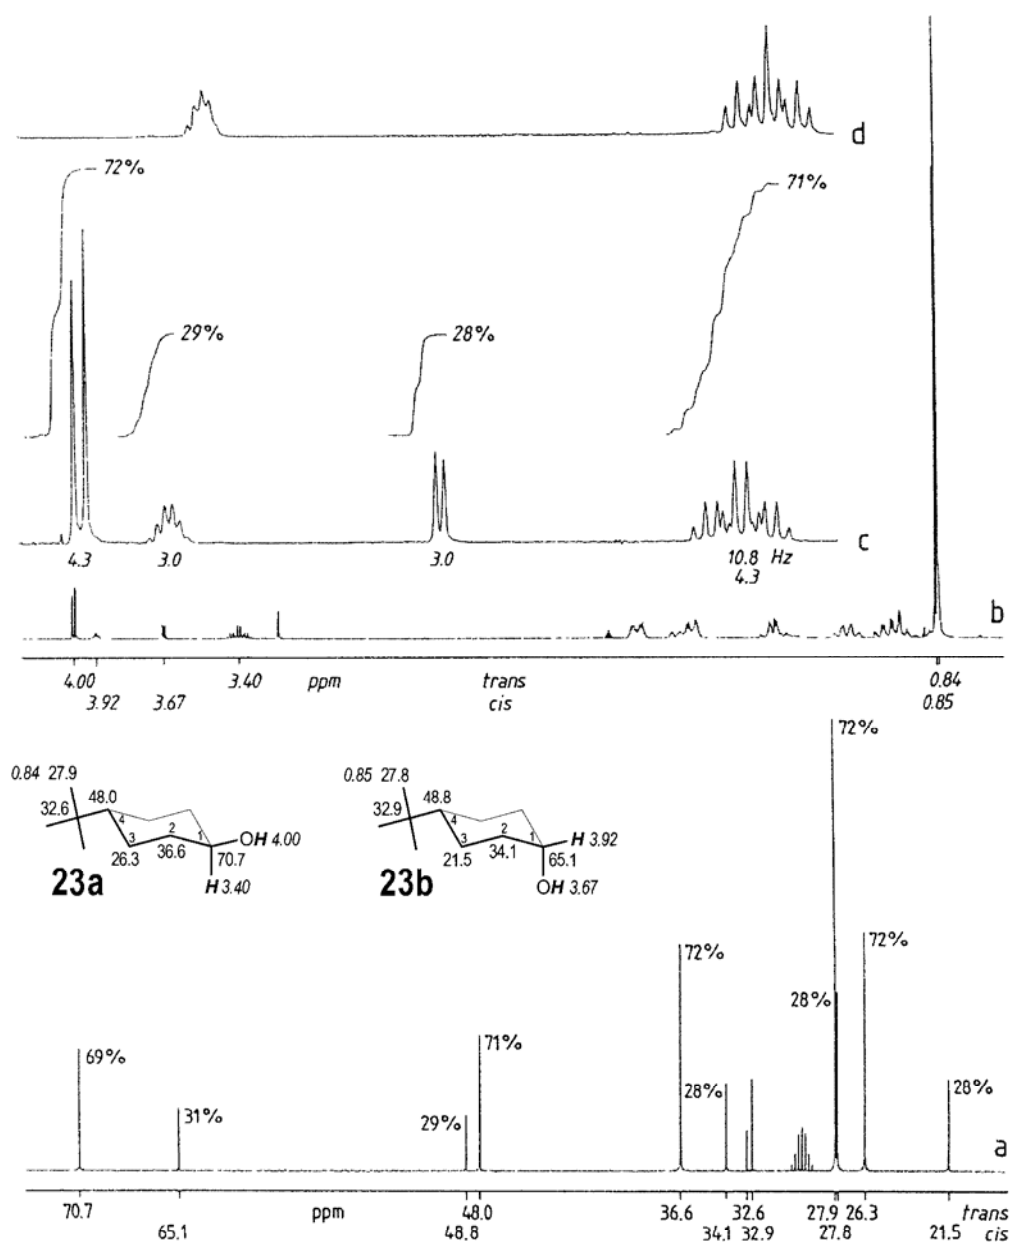 d
72%
71%
29%
28%
c
4.3 3.0 3.0 10.8 Hz
4.3
b
4.00 3.40 ppm trans 0.84
3.92 3.67 cis 0.85
72%
0.84 27.9 0.85 27.8
32.6 48.0 4 3 2 1 OH 4.00 32.9 48.8 4 3 2 1 H 3.92
26.3 36.6 70.7 21.5 34.1 65.1
23a H 3.40 23b OH 3.67
72% 72%
28%
69% 71% 28% 28%
31% 29%
a
70.7 ppm 48.0 36.6 32.6 27.9 26.3 trans
65.1 48.8 34.1 32.9 27.8 21.5 cis